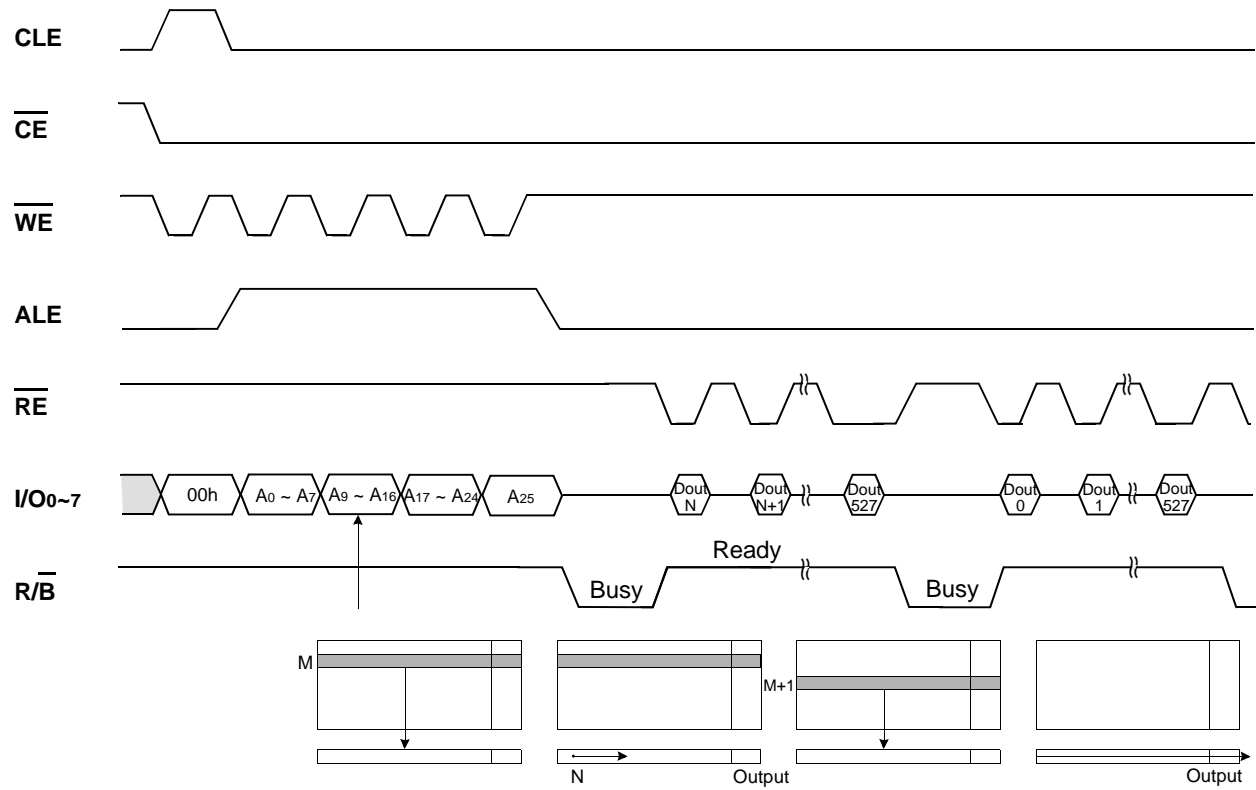 CLE
CE
WE
ALE
RE
I/O0~7 00h A0 ~ A7 A9 ~ A16 A17 ~ A24 A25 Dout N Dout N+1 Dout 527 Dout 0 Dout 1 Dout 527
R/B Busy Ready Busy
M
M+1
N Output Output